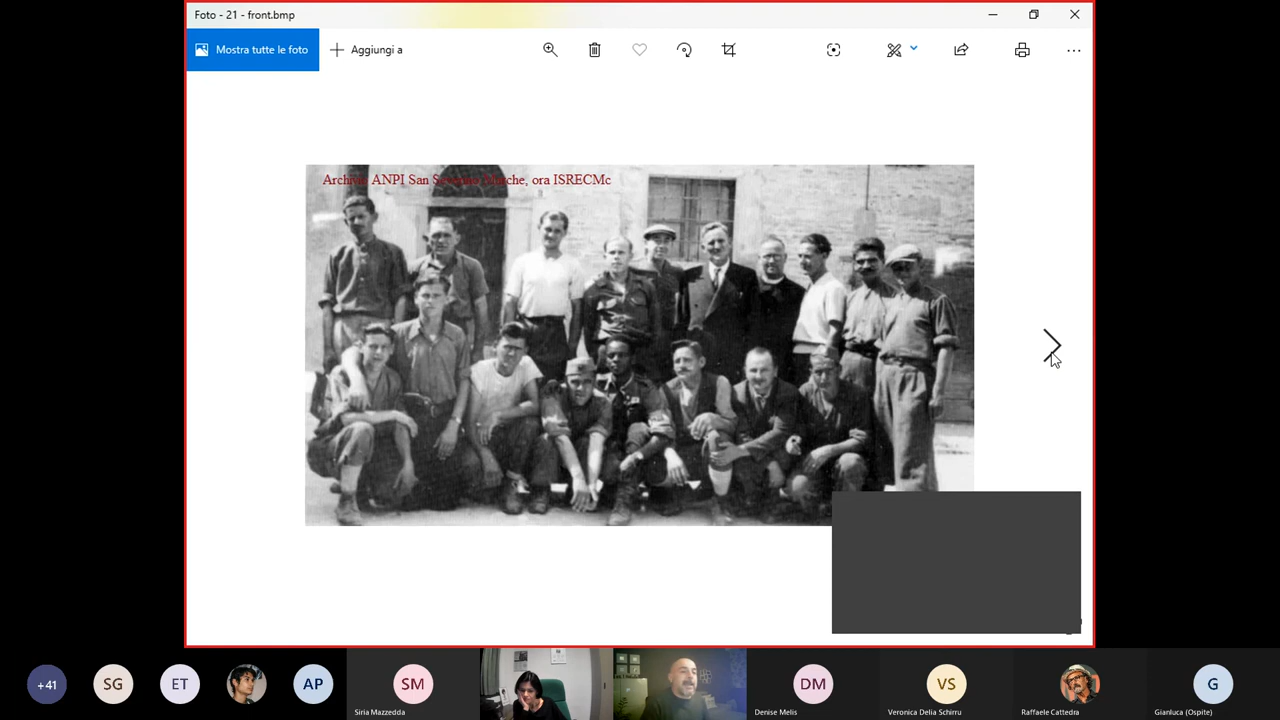 Foto - 21 - front.bmp
Mostra tutte le foto
Aggiungi a
Archivio ANPI San Severino Marche, ora ISRECMc
+41
SG
ET
AP
SM
DM
VS
G
Siria Mazzedda
Denise Melis
Veronica Delia Schirru
Raffaele Cattedra
Gianluca (Ospite)